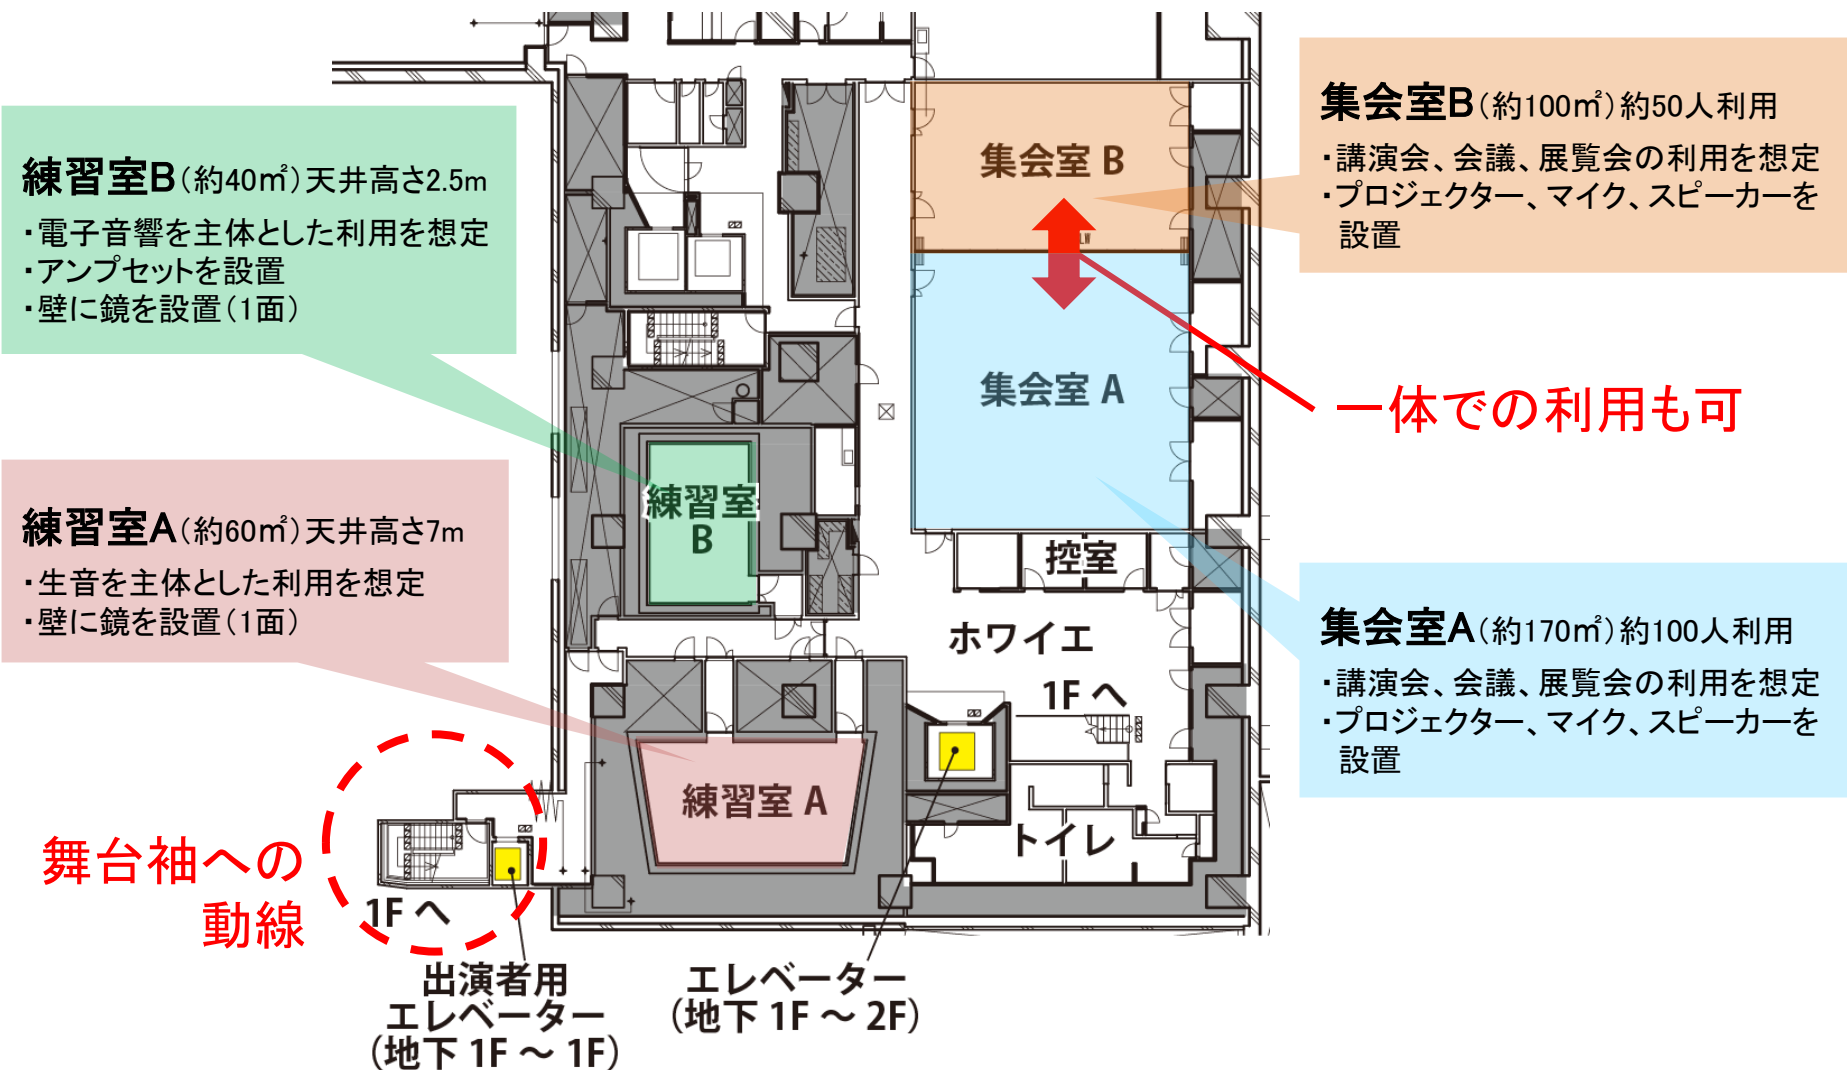 練習室B(約40㎡)天井高さ2.5m
・電子音響を主体とした利用を想定
・アンプセットを設置
・壁に鏡を設置(1面)
練習室A(約60㎡)天井高さ7m
・生音を主体とした利用を想定
・壁に鏡を設置(1面)
集会室B(約100㎡)約50人利用
・講演会、会議、展覧会の利用を想定
・プロジェクター、マイク、スピーカーを
設置
一体での利用も可
集会室A(約170㎡)約100人利用
・講演会、会議、展覧会の利用を想定
・プロジェクター、マイク、スピーカーを
設置
集会室 B
集会室 A
練習室
B
控室
ホワイエ
1F へ
練習室 A
トイレ
舞台袖への
動線
1F へ
出演者用
エレベーター
(地下 1F ～ 1F)
エレベーター
(地下 1F ～ 2F)